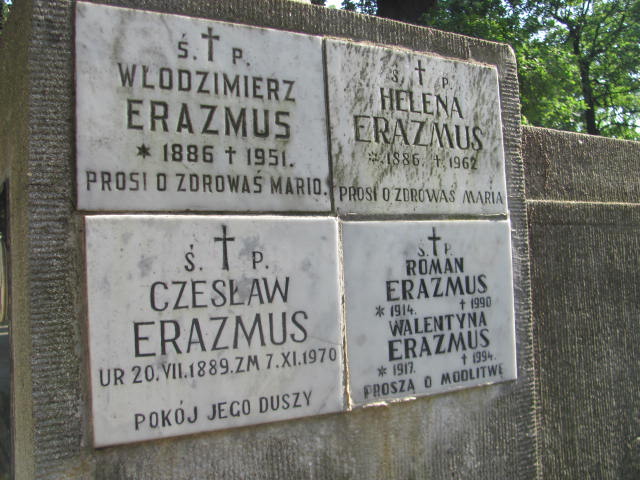 Ś. † P.
WŁODZIMIERZ
ERAZMUS
* 1886 † 1951.
PROSI O ZDROWAŚ MARIO.
Ś. † P.
HELENA
ERAZMUS
* 1886. † 1962
PROSI O ZDROWAŚ MARIA
Ś. † P.
CZESŁAW
ERAZMUS
UR 20.VII.1889. ZM 7.XI.1970
POKÓJ JEGO DUSZY
Ś. † P.
ROMAN
ERAZMUS
* 1914. † 1990
WALENTYNA
ERAZMUS
* 1917. † 1994.
PROSZĄ O MODLITWĘ